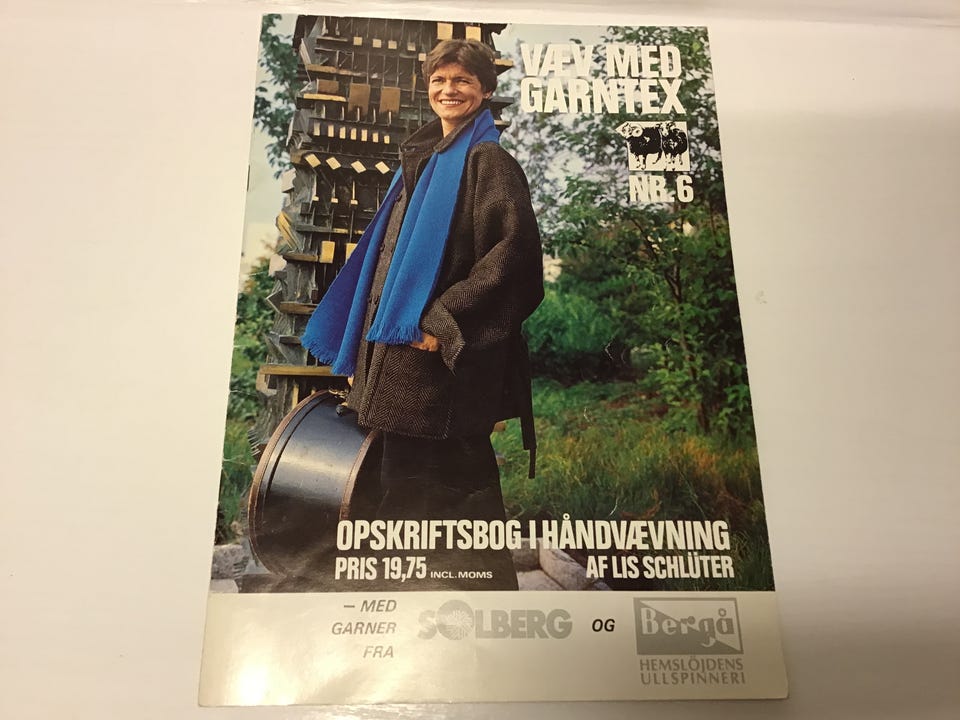 VÆV MED
GARNTEX
NR. 6
OPSKRIFTSBOG I HÅNDVÆVNING
PRIS 19,75 INCL. MOMS
AF LIS SCHLÜTER
– MED
GARNER
FRA
SOLBERG
OG
Bergå
HEMSLÖJDENS
ULLSPINNERI